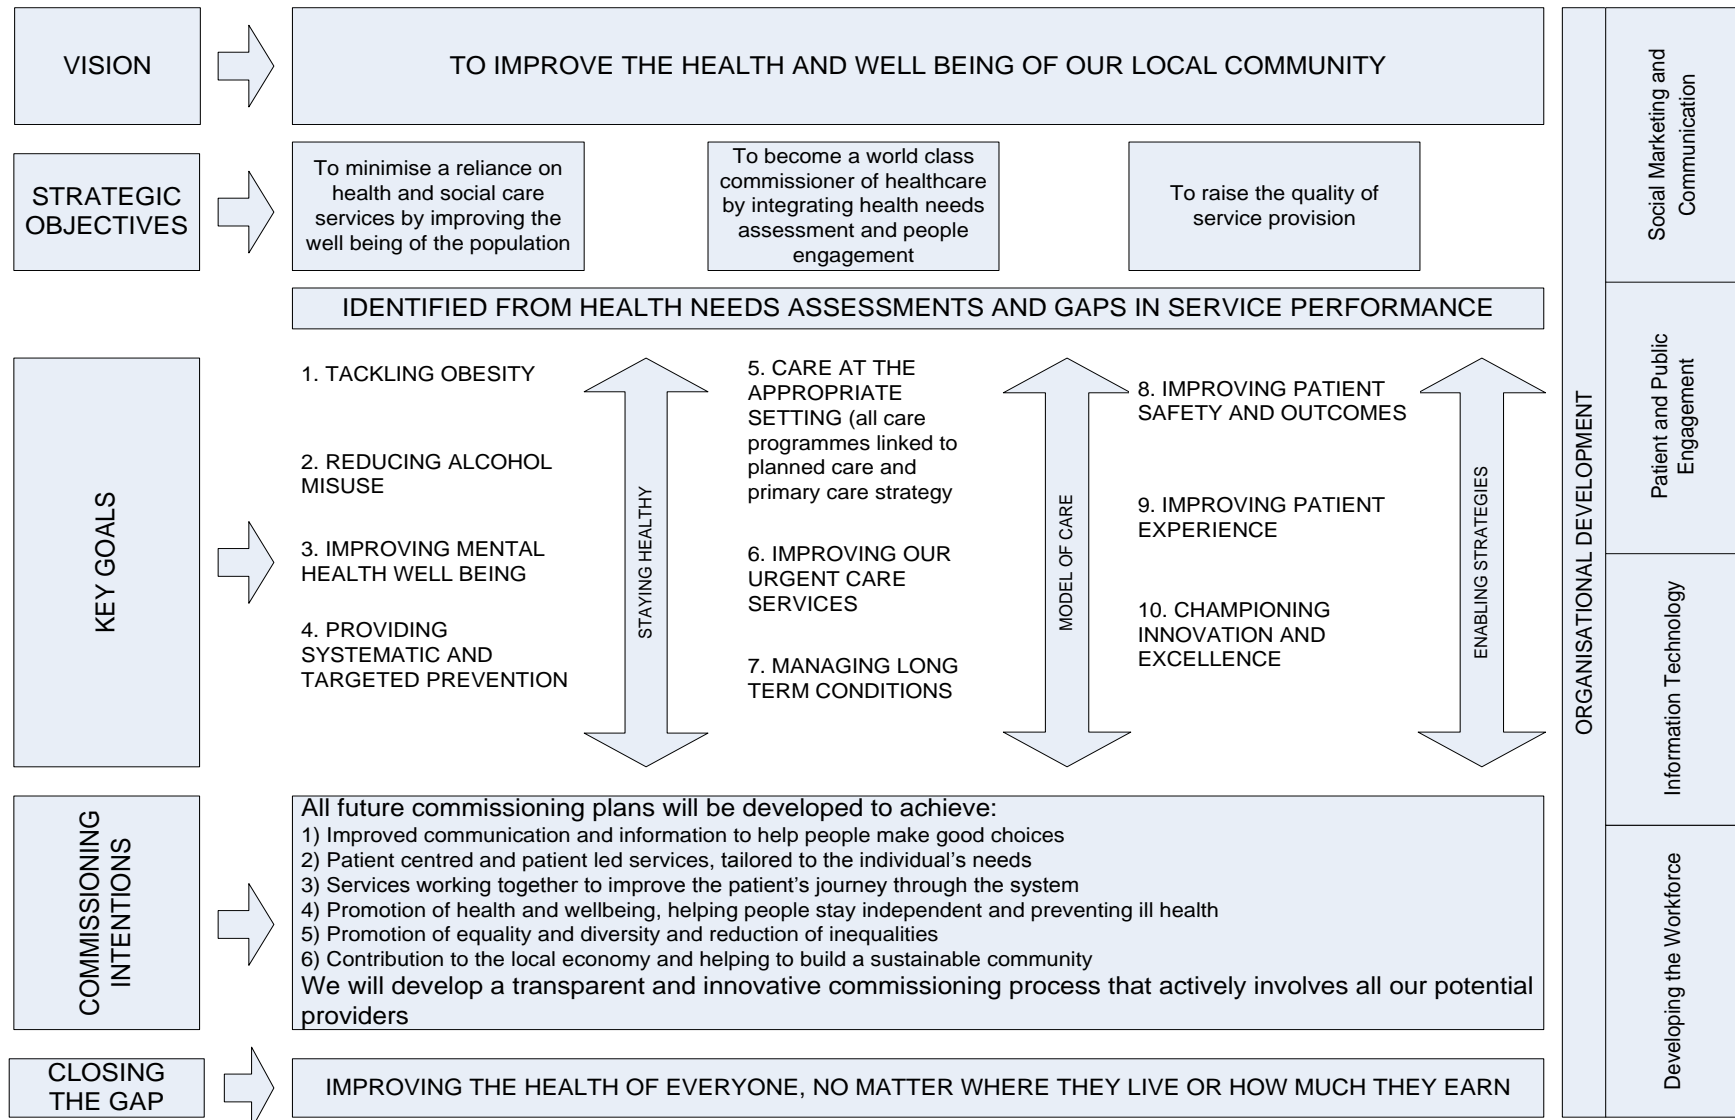 VISION
TO IMPROVE THE HEALTH AND WELL BEING OF OUR LOCAL COMMUNITY
STRATEGIC
OBJECTIVES
To minimise a reliance on
health and social care
services by improving the
well being of the population
To become a world class
commissioner of healthcare
by integrating health needs
assessment and people
engagement
To raise the quality of
service provision
IDENTIFIED FROM HEALTH NEEDS ASSESSMENTS AND GAPS IN SERVICE PERFORMANCE
KEY GOALS
1. TACKLING OBESITY
2. REDUCING ALCOHOL
MISUSE
3. IMPROVING MENTAL
HEALTH WELL BEING
4. PROVIDING
SYSTEMATIC AND
TARGETED PREVENTION
STAYING HEALTHY
5. CARE AT THE
APPROPRIATE
SETTING (all care
programmes linked to
planned care and
primary care strategy
6. IMPROVING OUR
URGENT CARE
SERVICES
7. MANAGING LONG
TERM CONDITIONS
MODEL OF CARE
8. IMPROVING PATIENT
SAFETY AND OUTCOMES
9. IMPROVING PATIENT
EXPERIENCE
10. CHAMPIONING
INNOVATION AND
EXCELLENCE
ENABLING STRATEGIES
COMMISSIONING
INTENTIONS
All future commissioning plans will be developed to achieve:
1) Improved communication and information to help people make good choices
2) Patient centred and patient led services, tailored to the individual's needs
3) Services working together to improve the patient's journey through the system
4) Promotion of health and wellbeing, helping people stay independent and preventing ill health
5) Promotion of equality and diversity and reduction of inequalities
6) Contribution to the local economy and helping to build a sustainable community
We will develop a transparent and innovative commissioning process that actively involves all our potential
providers
CLOSING
THE GAP
IMPROVING THE HEALTH OF EVERYONE, NO MATTER WHERE THEY LIVE OR HOW MUCH THEY EARN
ORGANISATIONAL DEVELOPMENT
Social Marketing and
Communication
Patient and Public
Engagement
Information Technology
Developing the Workforce